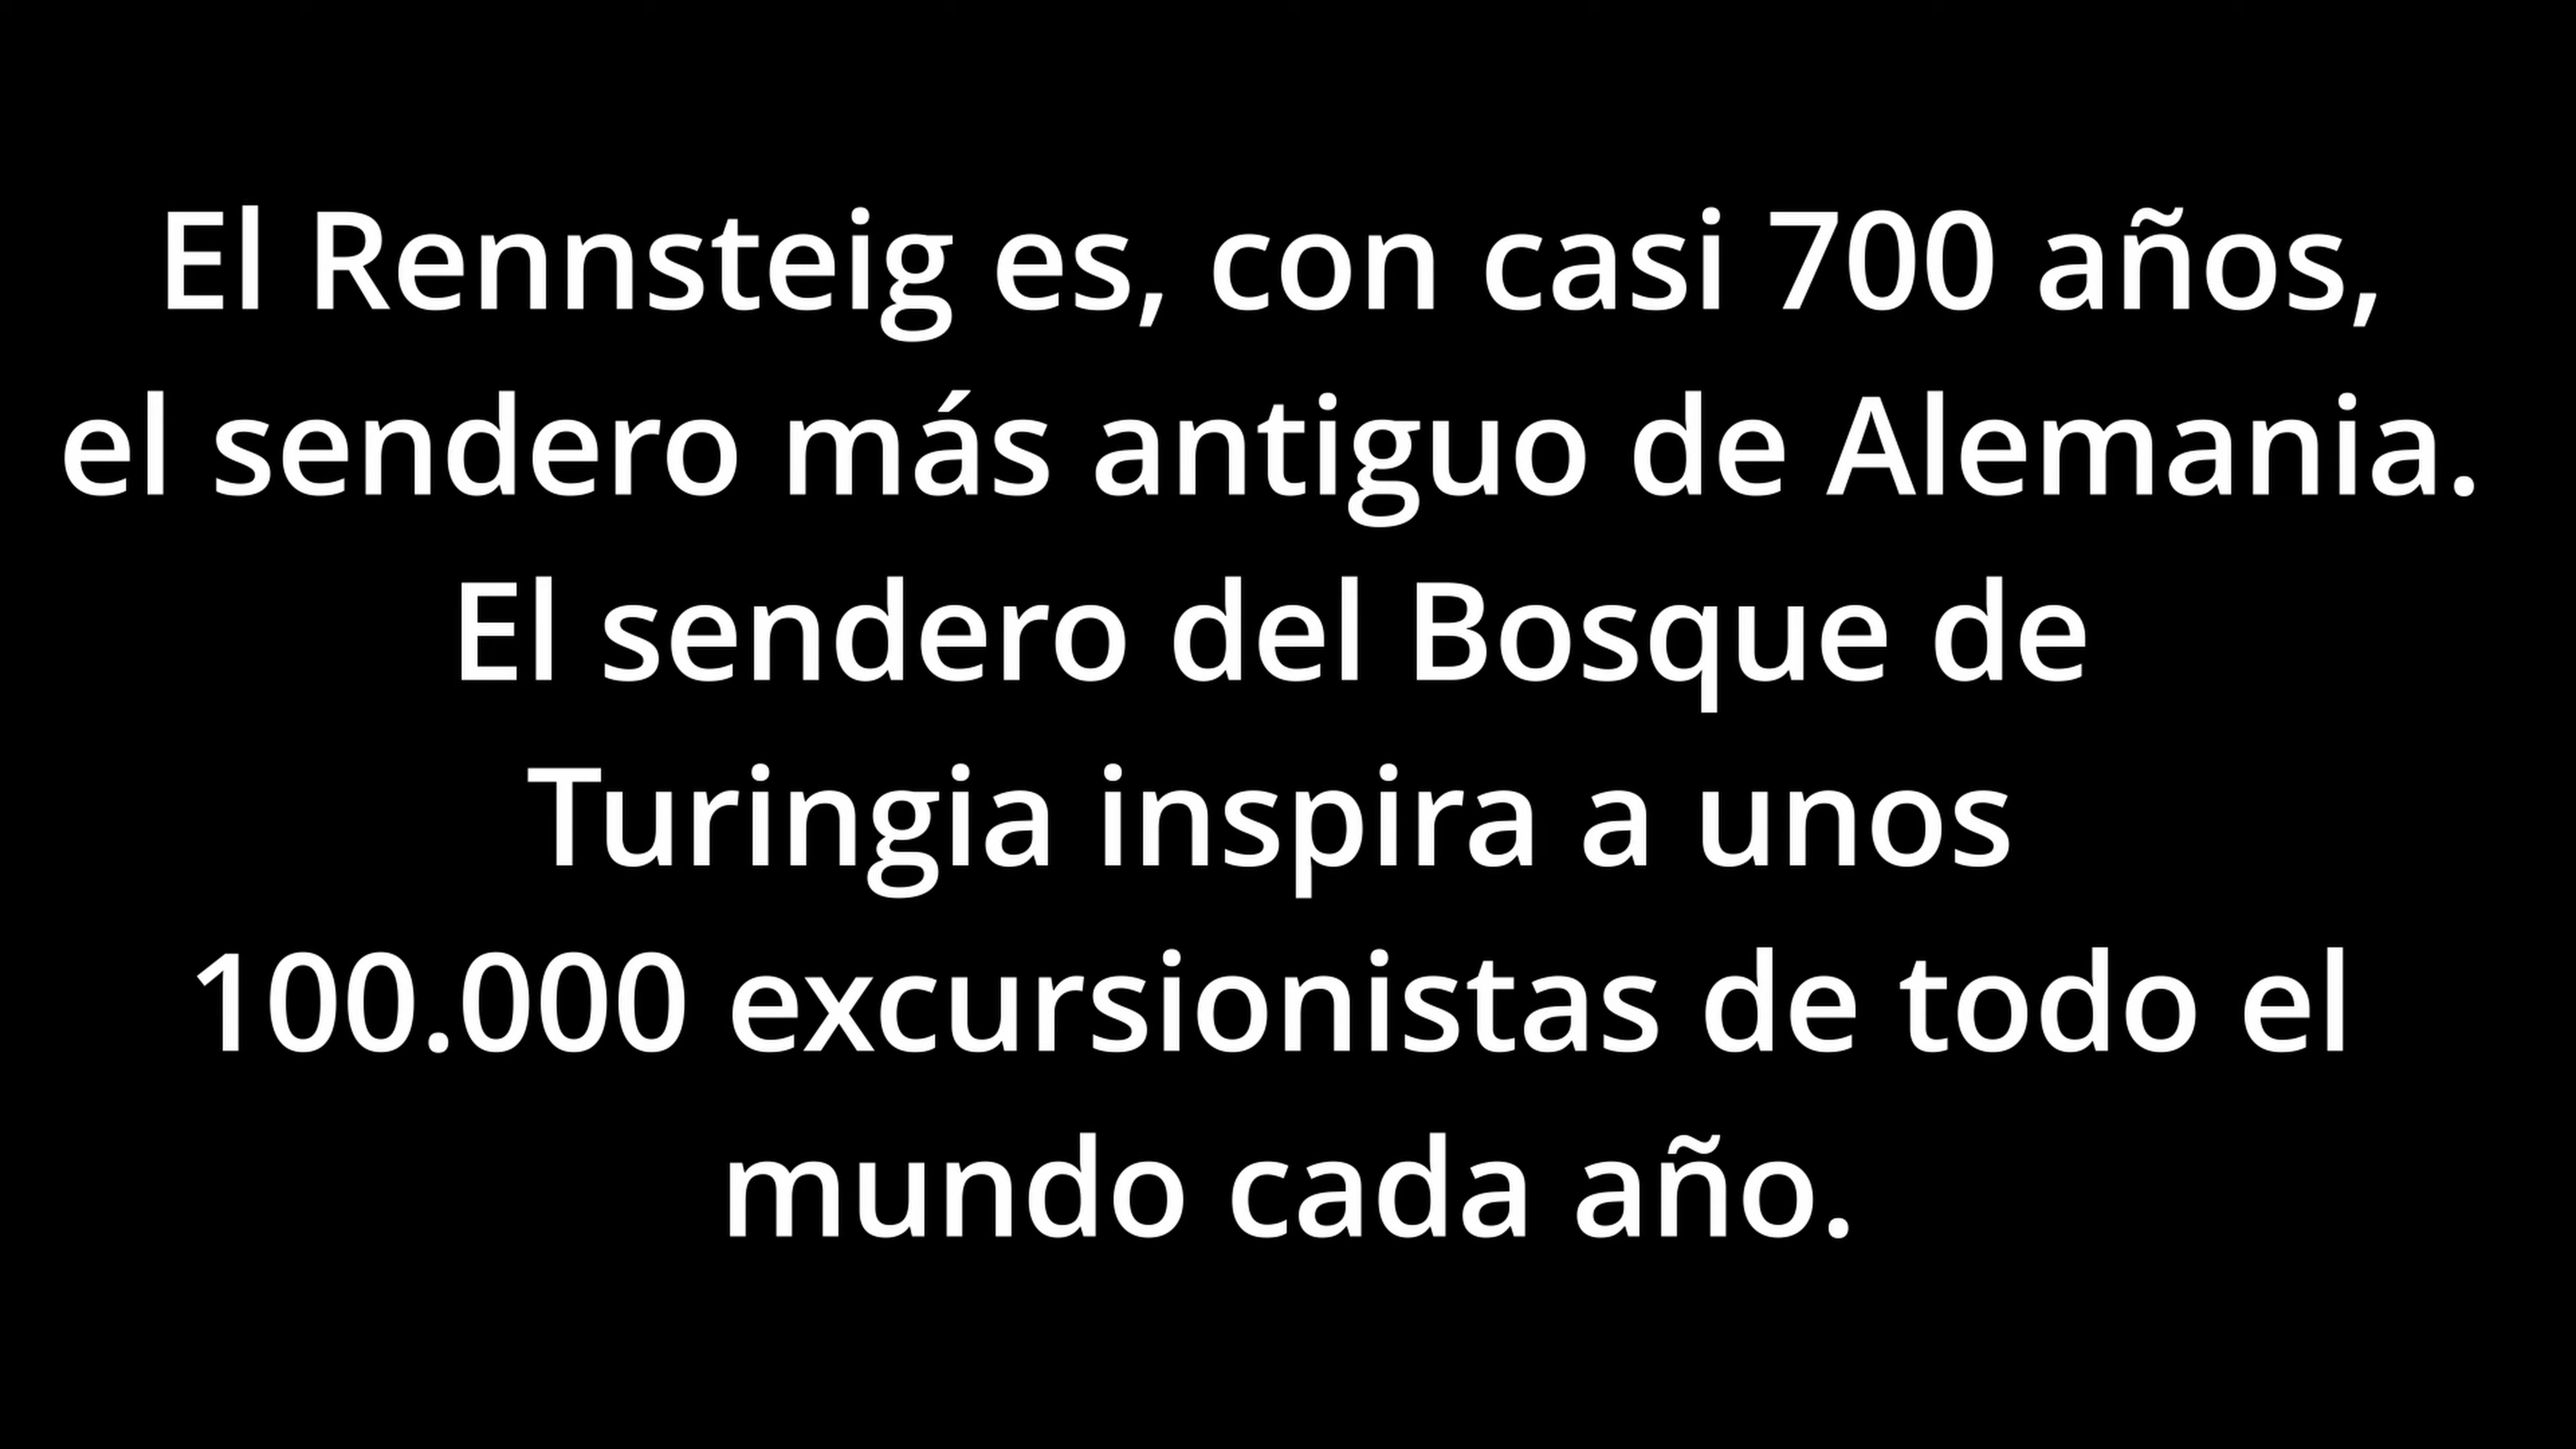 El Rennsteig es, con casi 700 años,
el sendero más antiguo de Alemania.
El sendero del Bosque de
Turingia inspira a unos
100.000 excursionistas de todo el
mundo cada año.